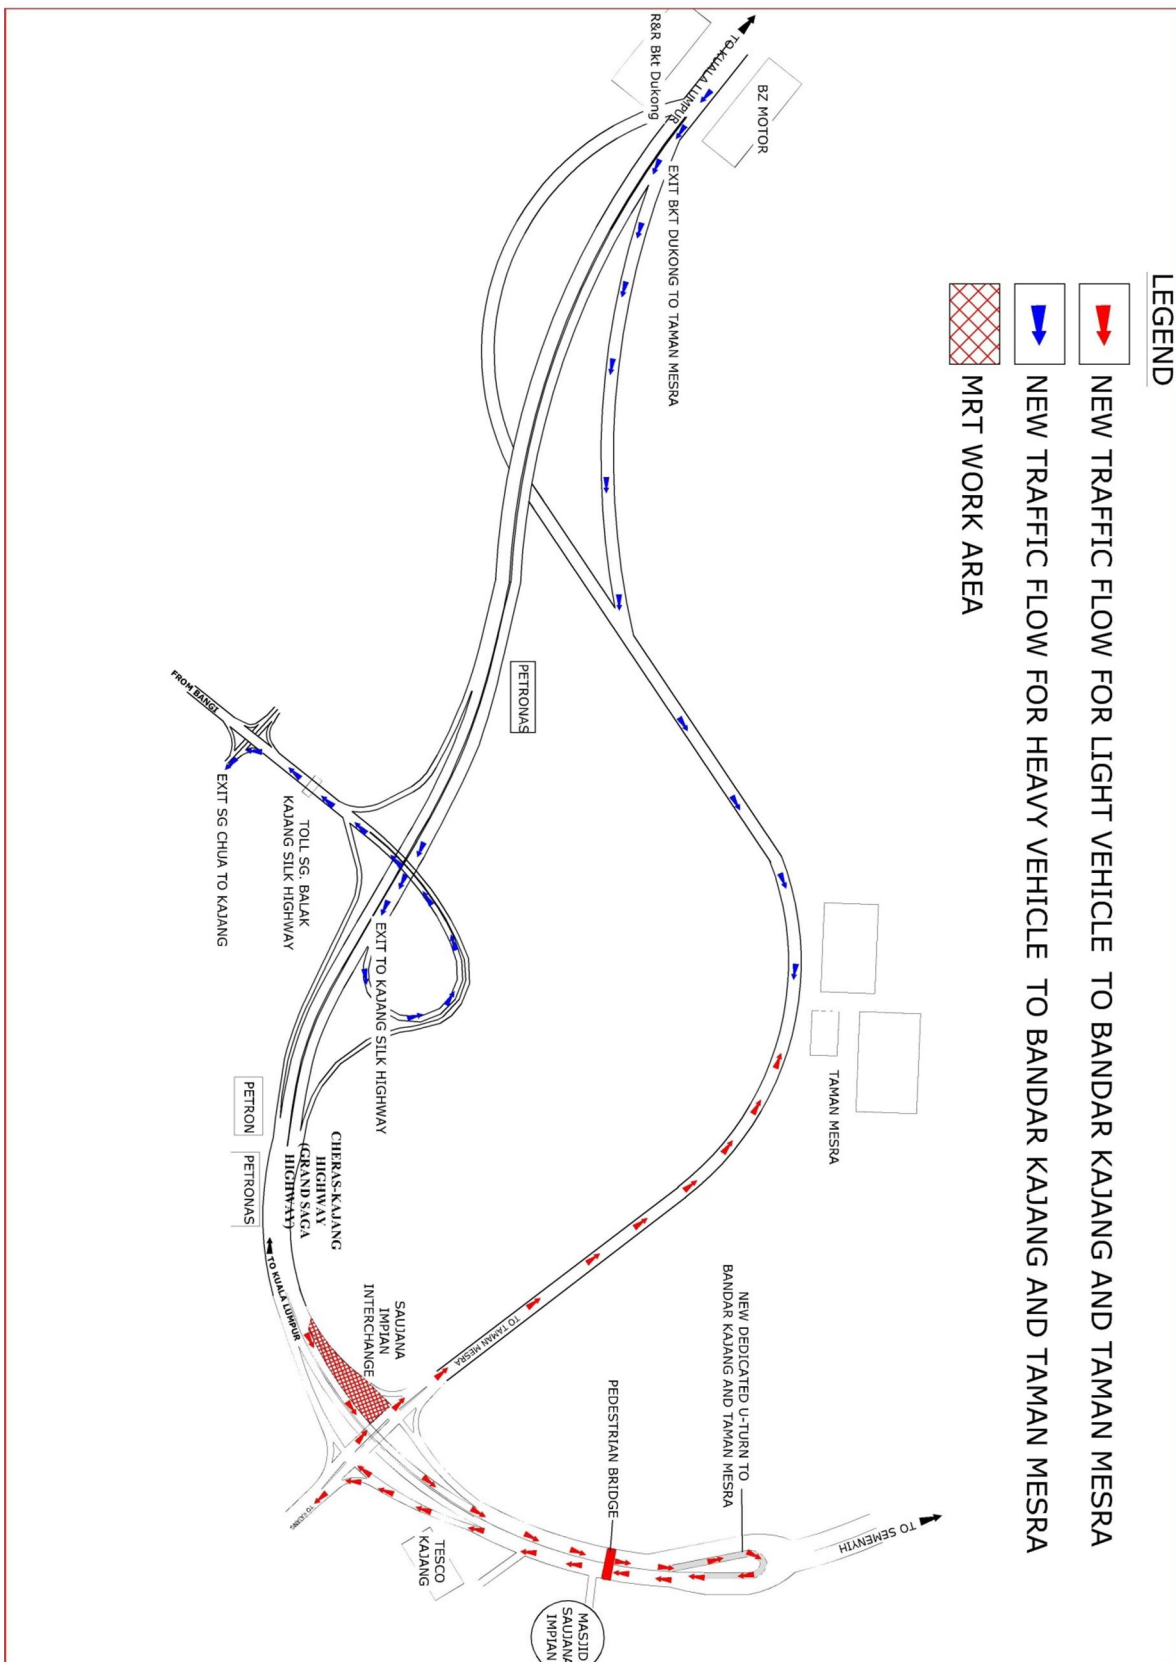 LEGEND
NEW TRAFFIC FLOW FOR LIGHT VEHICLE TO BANDAR KAJANG AND TAMAN MESRA
NEW TRAFFIC FLOW FOR HEAVY VEHICLE TO BANDAR KAJANG AND TAMAN MESRA
MRT WORK AREA
TO KUALA LUMPUR
R&R Bkt Dukong
BZ MOTOR
EXIT BKT DUKONG TO TAMAN MESRA
PETRONAS
FROM BANGI
EXIT SG CHUA TO KAJANG
TOLL SG. BALAK
KAJANG SILK HIGHWAY
EXIT TO KAJANG SILK HIGHWAY
TAMAN MESRA
PETRON
PETRONAS
CHERAS-KAJANG
HIGHWAY
(GRAND SAGA
HIGHWAY)
TO KUALA LUMPUR
SAUJANA
IMPIAN
INTERCHANGE
TO TAMAN MESRA
NEW DEDICATED U-TURN TO
BANDAR KAJANG AND TAMAN MESRA
PEDESTRIAN BRIDGE
TO SEMENYIH
TO KAJANG
TESCO
KAJANG
MASJID
SAUJANA
IMPIAN